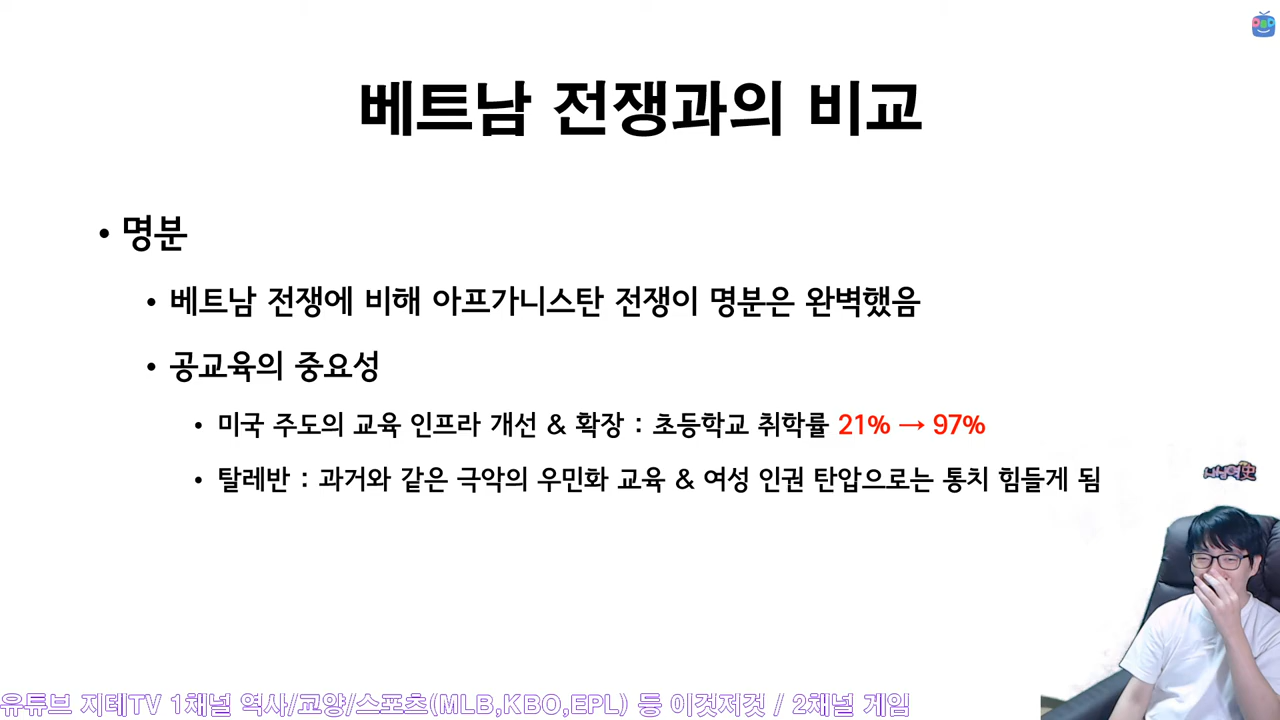 베트남 전쟁과의 비교
• 명분
• 베트남 전쟁에 비해 아프가니스탄 전쟁이 명분은 완벽했음
• 공교육의 중요성
• 미국 주도의 교육 인프라 개선 & 확장 : 초등학교 취학률 21% → 97%
• 탈레반 : 과거와 같은 극악의 우민화 교육 & 여성 인권 탄압으로는 통치 힘들게 됨
유튜브 지테TV 1채널 역사/교양/스포츠(MLB,KBO,EPL) 등 이것저것 / 2채널 게임